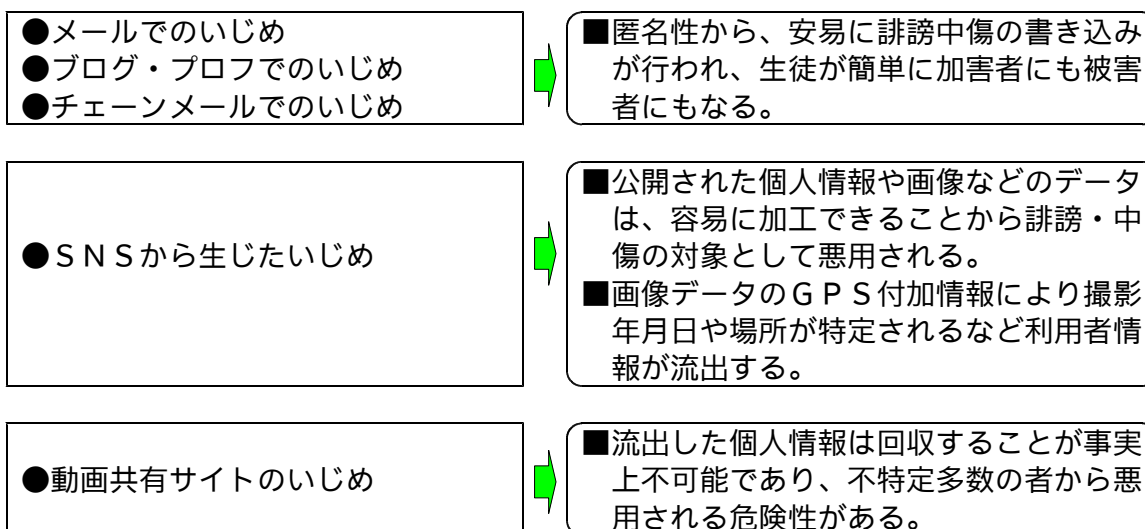 ●メールでのいじめ
●ブログ・プロフでのいじめ
●チェーンメールでのいじめ
■匿名性から、安易に誹謗中傷の書き込み
が行われ、生徒が簡単に加害者にも被害
者にもなる。
●ＳＮＳから生じたいじめ
■公開された個人情報や画像などのデータ
は、容易に加工できることから誹謗・中
傷の対象として悪用される。
■画像データのＧＰＳ付加情報により撮影
年月日や場所が特定されるなど利用者情
報が流出する。
●動画共有サイトのいじめ
■流出した個人情報は回収することが事実
上不可能であり、不特定多数の者から悪
用される危険性がある。